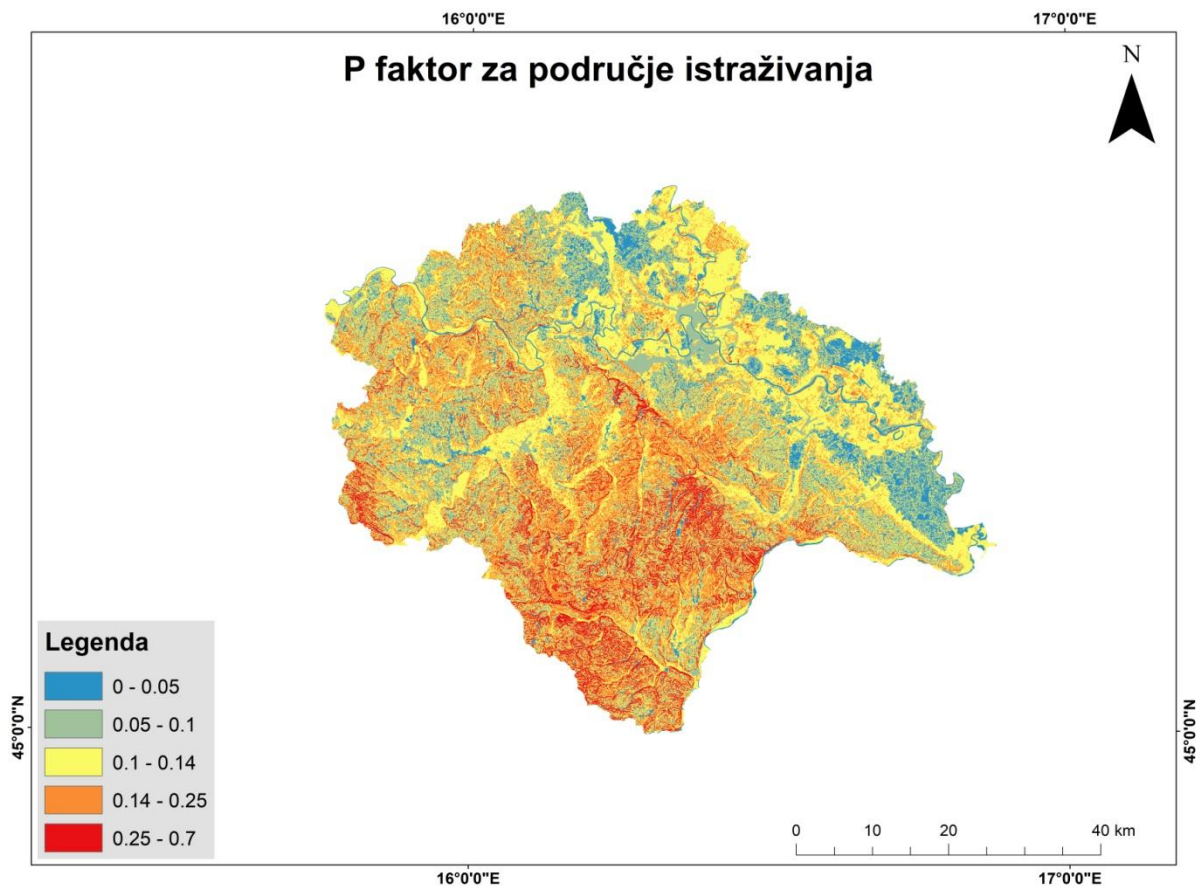 16°0'0"E
17°0'0"E
P faktor za područje istraživanja
N
Legenda
0 - 0.05
0.05 - 0.1
0.1 - 0.14
0.14 - 0.25
0.25 - 0.7
45°0'0"N
45°0'0"N
0 10 20 40 km
16°0'0"E
17°0'0"E